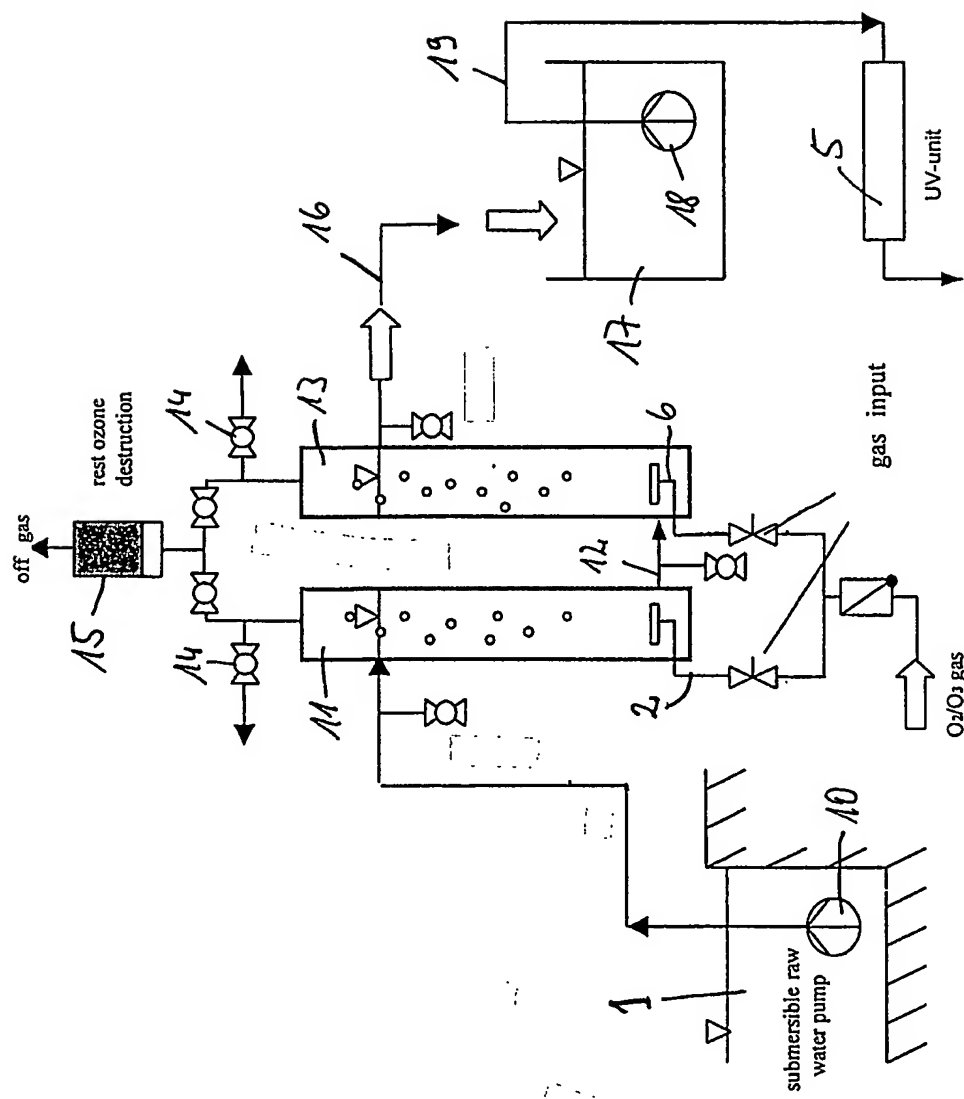 off gas
15
rest ozone
destruction
14
14
11
13
16
19
18
17
5
UV-unit
12
6
2
gas input
O₂/O₃ gas
1
10
submersible raw
water pump